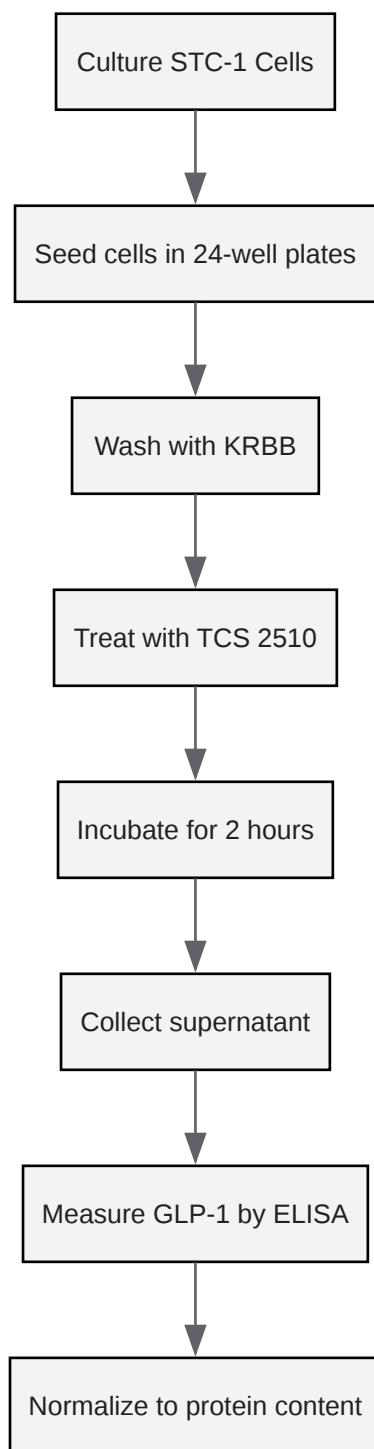 Culture STC-1 Cells
Seed cells in 24-well plates
Wash with KRBB
Treat with TCS 2510
Incubate for 2 hours
Collect supernatant
Measure GLP-1 by ELISA
Normalize to protein content